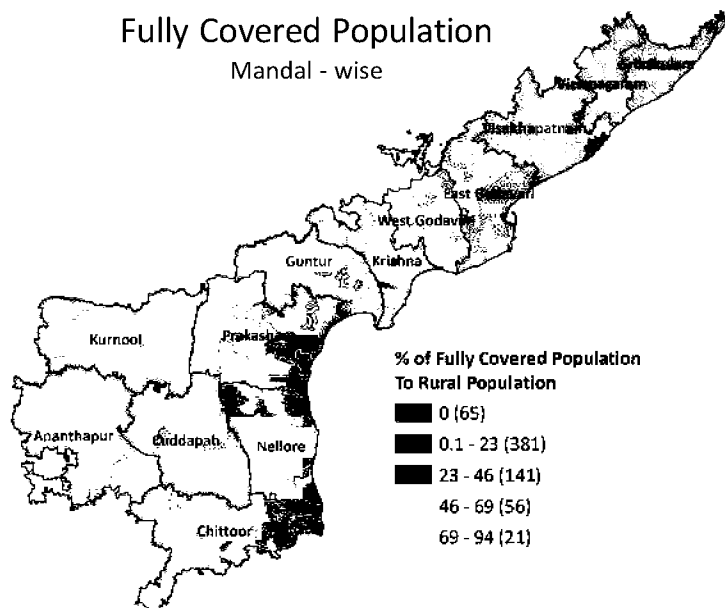 Fully Covered Population
Mandal - wise
Vizianagaram
Visakhapatnam
East Godavari
West Godavari
Guntur
Krishna
Kurnool
Prakasham
Ananthapur
Cuddapah
Nellore
Chittoor
% of Fully Covered Population
To Rural Population
0 (65)
0.1 - 23 (381)
23 - 46 (141)
46 - 69 (56)
69 - 94 (21)